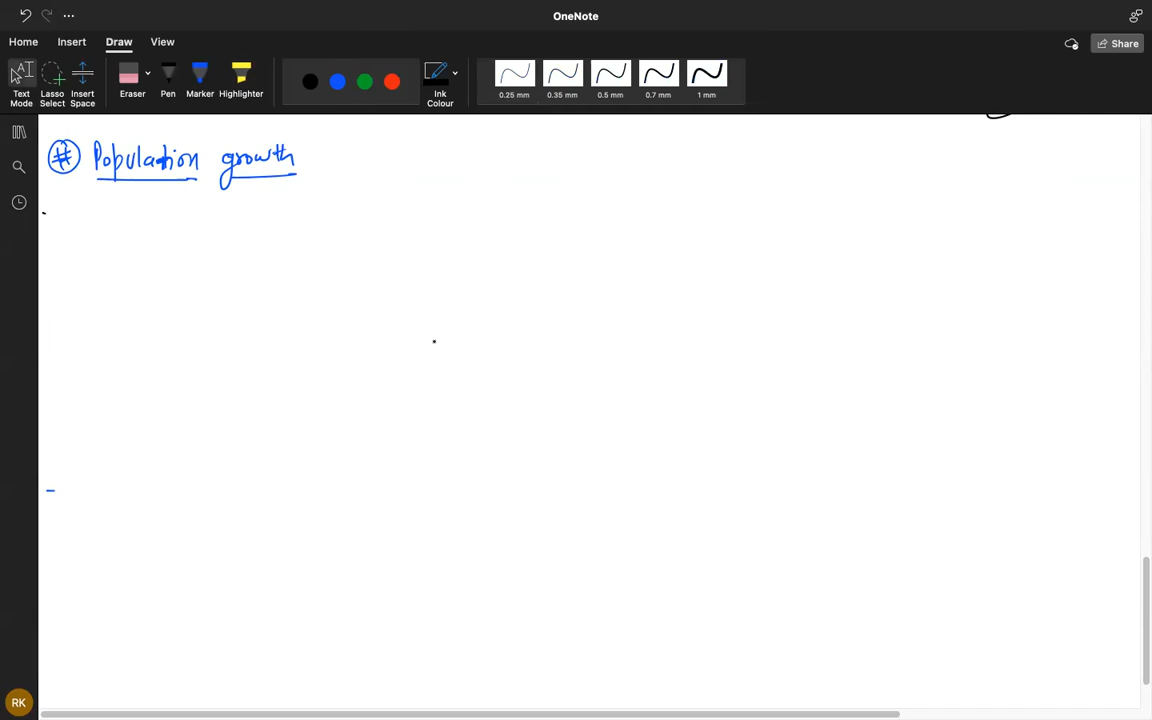 OneNote
Home Insert Draw View
Share
Text Mode
Lasso Select
Insert Space
Eraser
Pen
Marker
Highlighter
Ink Colour
0.25 mm
0.35 mm
0.5 mm
0.7 mm
1 mm
# Population growth
RK